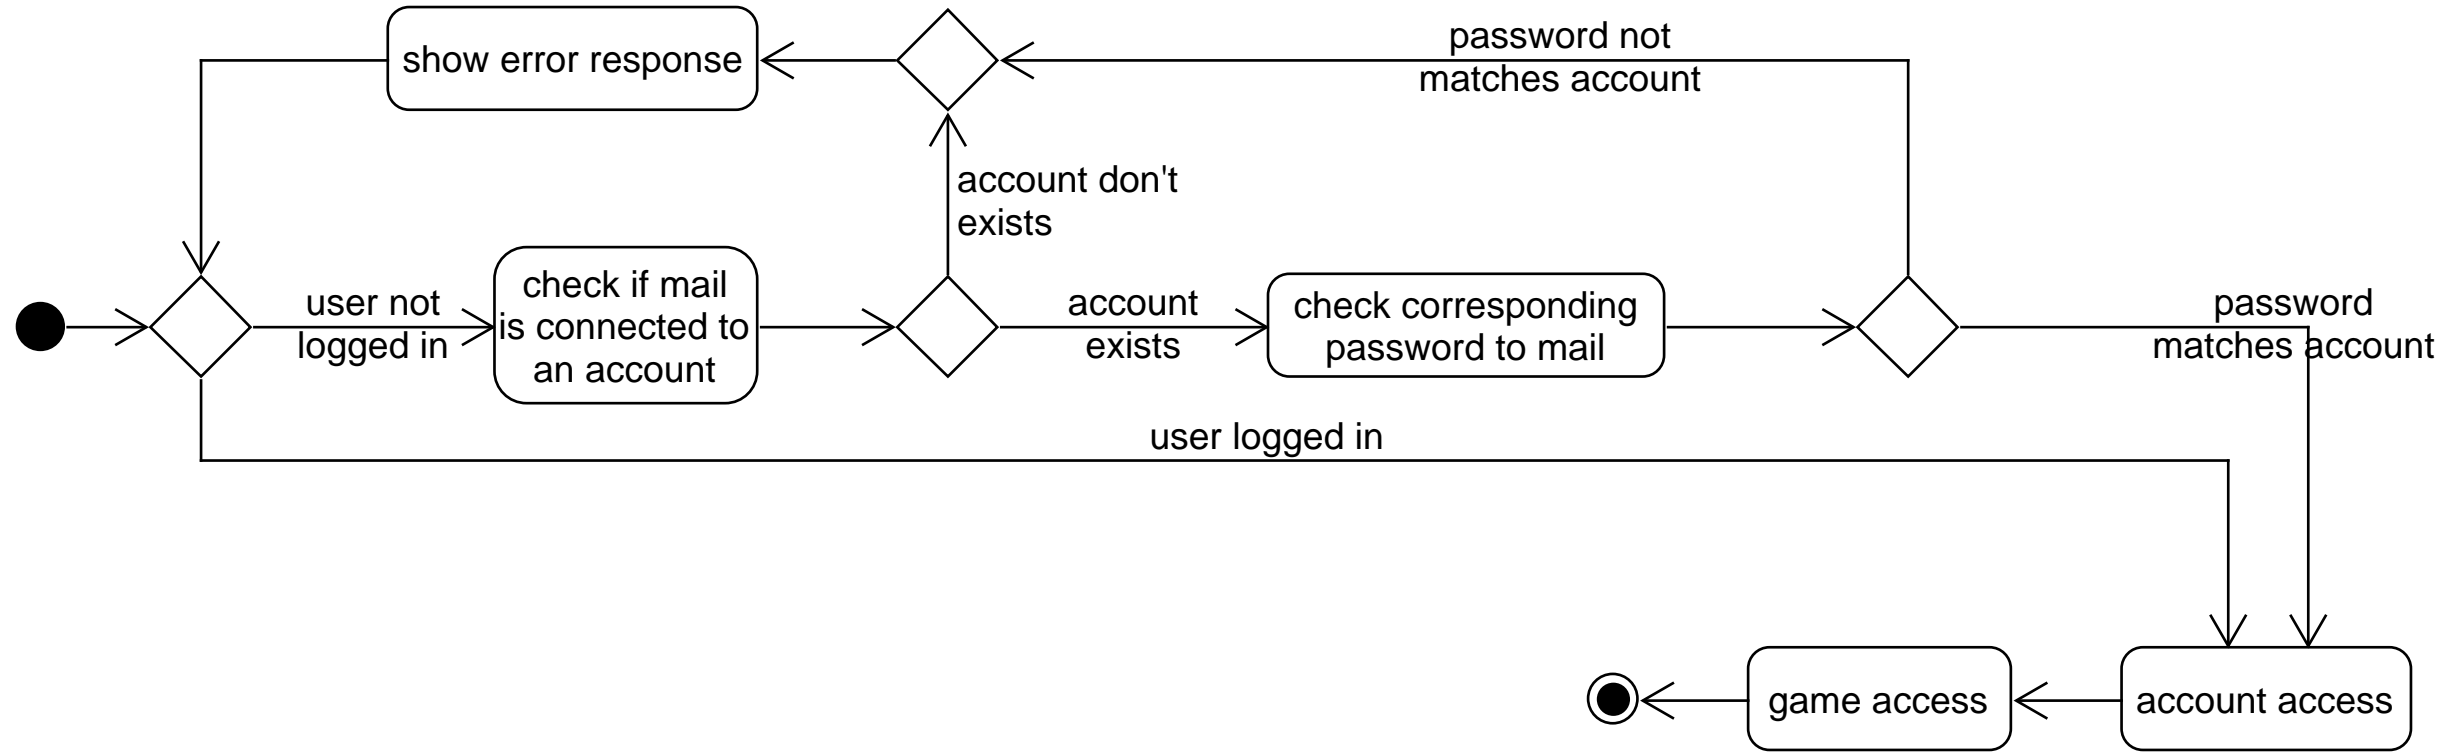 password not
show error response
matches account
account don't
exists
user not
logged in
check if mail
is connected to
an account
account
exists
check corresponding
password to mail
password
matches account
user logged in
game access
account access